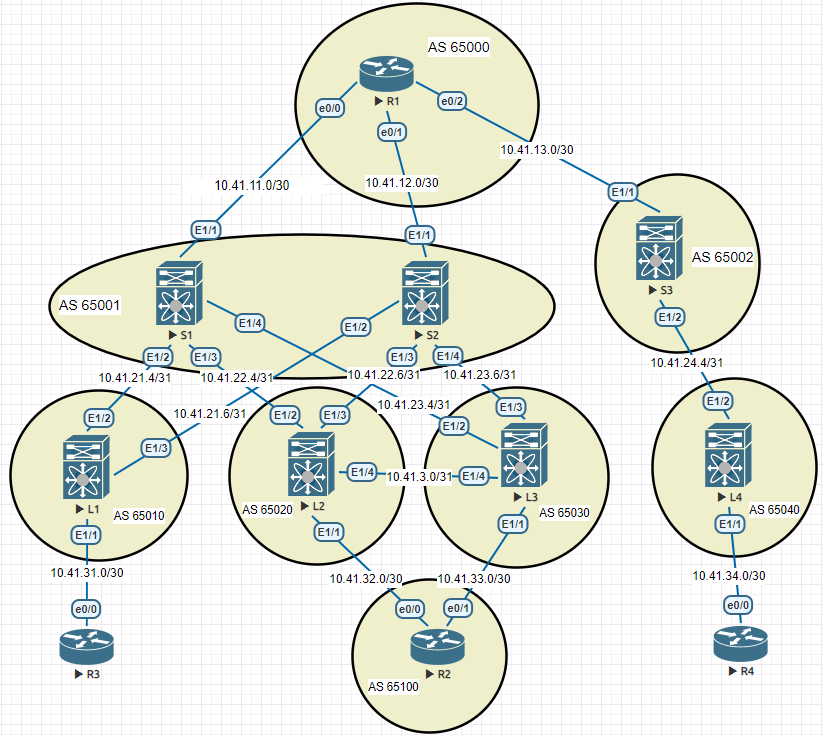 AS 65000
R1
e0/0
e0/2
e0/1
10.41.13.0/30
10.41.11.0/30
10.41.12.0/30
E1/1
E1/1
E1/1
AS 65002
S3
AS 65001
S1
S2
E1/4
E1/2
E1/2
E1/2
E1/3
E1/3
E1/4
10.41.21.4/31
10.41.22.4/31
10.41.22.6/31
10.41.23.6/31
10.41.24.4/31
10.41.21.6/31
10.41.23.4/31
E1/2
E1/3
E1/2
E1/3
E1/3
E1/2
E1/2
L1
AS 65010
E1/1
L2
AS 65020
E1/4
10.41.3.0/31
E1/4
E1/1
L3
AS 65030
E1/1
L4
AS 65040
E1/1
10.41.31.0/30
10.41.32.0/30
10.41.33.0/30
10.41.34.0/30
e0/0
e0/0
e0/1
e0/0
R3
R2
AS 65100
R4